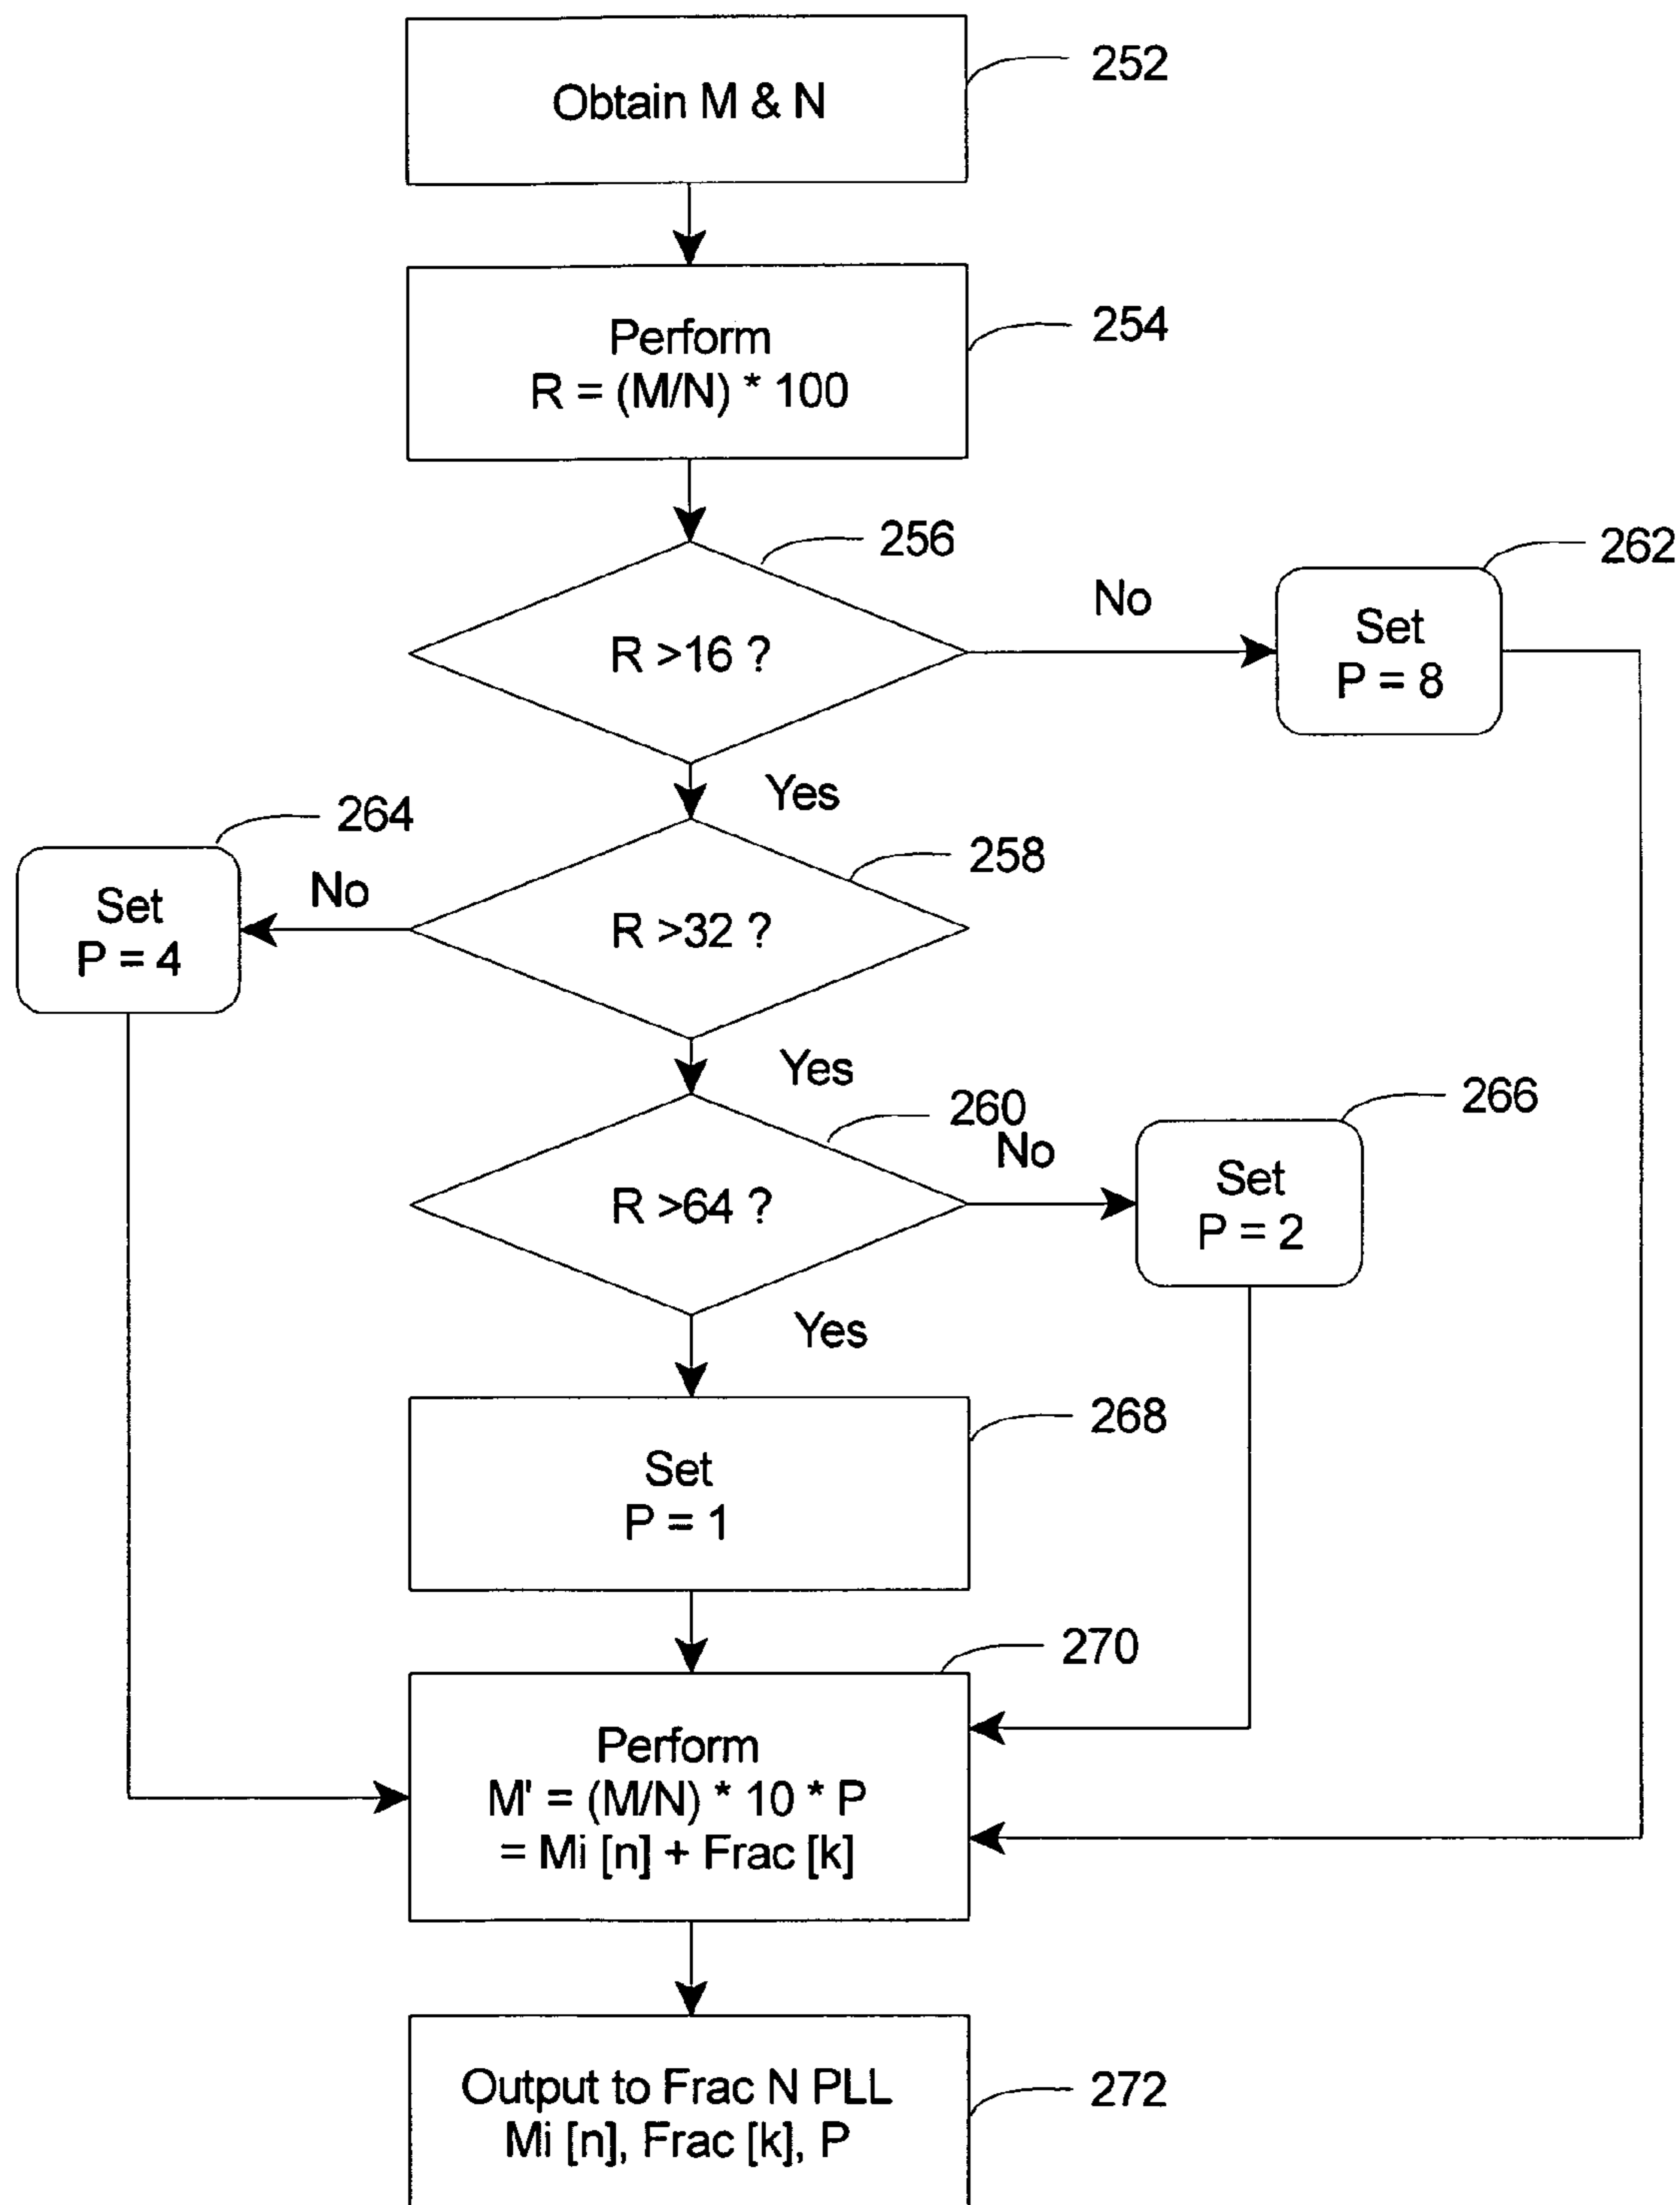 Obtain M & N
252
Perform
R = (M/N) * 100
254
256
R >16 ?
No
262
Set
P = 8
Yes
264
Set
P = 4
No
258
R >32 ?
Yes
260
No
266
R >64 ?
Set
P = 2
Yes
268
Set
P = 1
270
Perform
M' = (M/N) * 10 * P
= Mi [n] + Frac [k]
Output to Frac N PLL
Mi [n], Frac [k], P
272